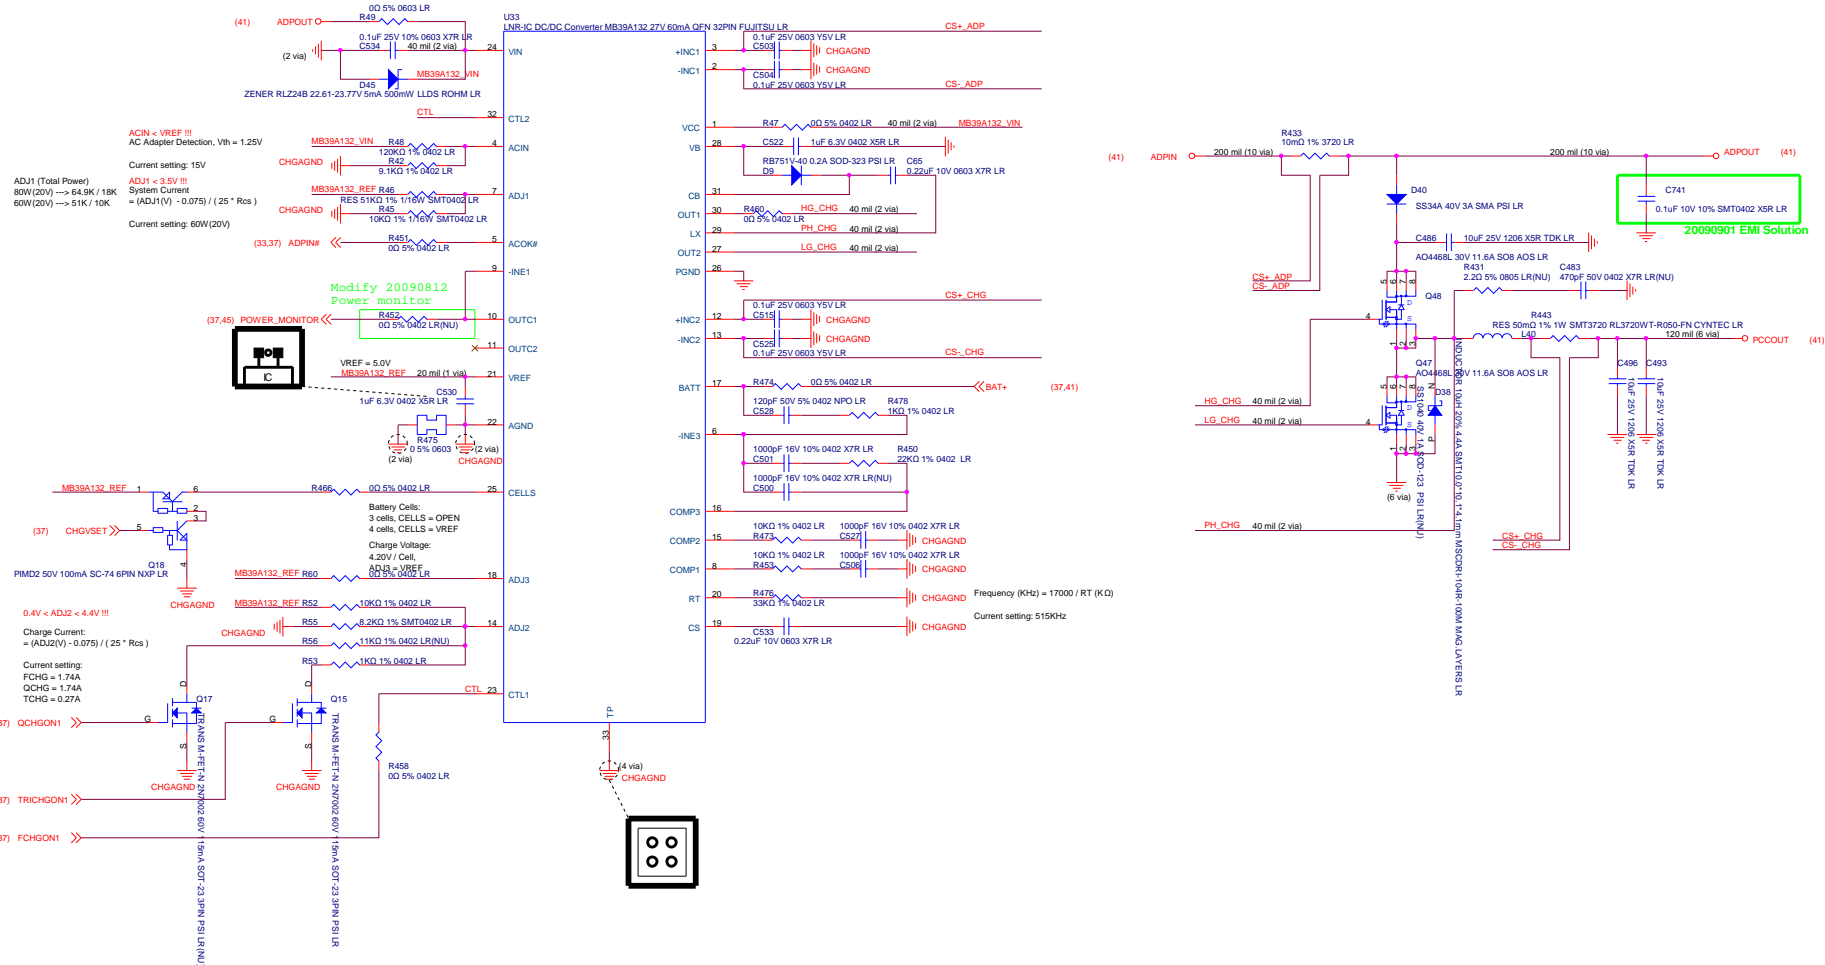 0Ω 5% 0603 LR
R49
(41) ADPOUT
0.1uF 25V 10% 0603 X7R LR
C534 40 mil (2 via)
(2 via)
MB39A132_VIN
D45
ZENER RLZ24B 22.61-23.77V 5mA 500mW LLDS ROHM LR
U33
LNR-IC DC/DC Converter MB39A132 27V 60mA QFN 32PIN FUJITSU LR
CTL
ACIN < VREF !!!
AC Adapter Detection, Vth = 1.25V
Current setting: 15V
MB39A132_VIN R48
120KΩ 1% 0402 LR
CHGAGND R42
9.1KΩ 1% 0402 LR
ADJ1 (Total Power)
80W(20V) ---> 64.9K / 18K
60W(20V) ---> 51K / 10K
ADJ1 < 3.5V !!!
System Current
= (ADJ1(V) - 0.075) / ( 25 * Rcs )
Current setting: 60W(20V)
MB39A132_REF R46
RES 51KΩ 1% 1/16W SMT0402 LR
CHGAGND R45
10KΩ 1% 1/16W SMT0402 LR
(33,37) ADPIN# R451
0Ω 5% 0402 LR
Modify 20090812
Power monitor
(37,45) POWER_MONITOR R452
0Ω 5% 0402 LR(NU)
IC
VREF = 5.0V
MB39A132_REF 20 mil (1 via)
C530
1uF 6.3V 0402 X5R LR
R475
0 5% 0603
(2 via)
(2 via)
CHGAGND
MB39A132_REF 1 6 R466 0Ω 5% 0402 LR
2
3
(37) CHGVSET 5
4
Q18
PIMD2 50V 100mA SC-74 6PIN NXP LR
CHGAGND
Battery Cells:
3 cells, CELLS = OPEN
4 cells, CELLS = VREF
Charge Voltage:
4.20V / Cell,
ADJ3 = VREF
MB39A132_REF R60 0Ω 5% 0402 LR
0.4V < ADJ2 < 4.4V !!!
Charge Current:
= (ADJ2(V) - 0.075) / ( 25 * Rcs )
Current setting:
FCHG = 1.74A
QCHG = 1.74A
TCHG = 0.27A
MB39A132_REF R52 10KΩ 1% 0402 LR
CHGAGND R55 8.2KΩ 1% SMT0402 LR
R56 11KΩ 1% 0402 LR(NU)
R53 1KΩ 1% 0402 LR
CTL
37) QCHGON1 G D S Q17
TRANS M-FET-N 2N7002 60V 115mA SOT-23 3PIN PSI LR(NU)
CHGAGND
G D S Q15
TRANS M-FET-N 2N7002 60V 115mA SOT-23 3PIN PSI LR
CHGAGND
R458
0Ω 5% 0402 LR
37) TRICHGON1
37) FCHGON1
24 VIN
32 CTL2
4 ACIN
7 ADJ1
5 ACOK#
9 -INE1
10 OUTC1
11 OUTC2
21 VREF
22 AGND
25 CELLS
18 ADJ3
14 ADJ2
23 CTL1
TP
33
(4 via)
CHGAGND
+INC1 3
-INC1 2
VCC 1
VB 28
CB 31
OUT1 30
LX 29
OUT2 27
PGND 26
+INC2 12
-INC2 13
BATT 17
-INE3 6
COMP3 16
COMP2 15
COMP1 8
RT 20
CS 19
CS+_ADP
0.1uF 25V 0603 Y5V LR
C503 CHGAGND
C504 CHGAGND
0.1uF 25V 0603 Y5V LR
CS-_ADP
R47 0Ω 5% 0402 LR 40 mil (2 via) MB39A132_VIN
C522 1uF 6.3V 0402 X5R LR
RB751V-40 0.2A SOD-323 PSI LR C65
D9 0.22uF 10V 0603 X7R LR
R460 HG_CHG 40 mil (2 via)
0Ω 5% 0402 LR
PH_CHG 40 mil (2 via)
LG_CHG 40 mil (2 via)
CS+_CHG
0.1uF 25V 0603 Y5V LR
C515 CHGAGND
C525 CHGAGND
0.1uF 25V 0603 Y5V LR
CS-_CHG
R474 0Ω 5% 0402 LR BAT+ (37,41)
120pF 50V 5% 0402 NPO LR R478
C528 1KΩ 1% 0402 LR
1000pF 16V 10% 0402 X7R LR R450
C501 22KΩ 1% 0402 LR
1000pF 16V 10% 0402 X7R LR(NU)
C500
10KΩ 1% 0402 LR 1000pF 16V 10% 0402 X7R LR
R473 C527 CHGAGND
10KΩ 1% 0402 LR 1000pF 16V 10% 0402 X7R LR
R453 C506 CHGAGND
R476 CHGAGND
33KΩ 1% 0402 LR
Frequency (KHz) = 17000 / RT (KΩ)
Current setting: 515KHz
C533 CHGAGND
0.22uF 10V 0603 X7R LR
R433
10mΩ 1% 3720 LR
(41) ADPIN 200 mil (10 via) 200 mil (10 via) ADPOUT (41)
D40
SS34A 40V 3A SMA PSI LR
C741
0.1uF 10V 10% SMT0402 X5R LR
20090901 EMI Solution
C486 10uF 25V 1206 X5R TDK LR
AO4468L 30V 11.6A SO8 AOS LR
R431 C483
2.2Ω 5% 0805 LR(NU) 470pF 50V 0402 X7R LR(NU)
CS+_ADP
CS-_ADP
5 6 7 8
D
S
4
1 2 3
Q48
R443
RES 50mΩ 1% 1W SMT3720 RL3720WT-R050-FN CYNTEC LR
L40 120 mil (6 via) PCCOUT (41)
INDUCTOR 10uH 20% 4.4A SMT10.0*10.1*4.1mm MSCDRI-104R-100M MAG.LAYERS LR
Q47
AO4468L 30V 11.6A SO8 AOS LR
5 6 7 8
D
S
4
1 2 3
N
D38
P
SS1040 40V 1A SOD-123 PSI LR(NU)
C496 C493
10uF 25V 1206 X5R TDK LR
10uF 25V 1206 X5R TDK LR
HG_CHG 40 mil (2 via)
LG_CHG 40 mil (2 via)
(6 via)
PH_CHG 40 mil (2 via)
CS+_CHG
CS-_CHG